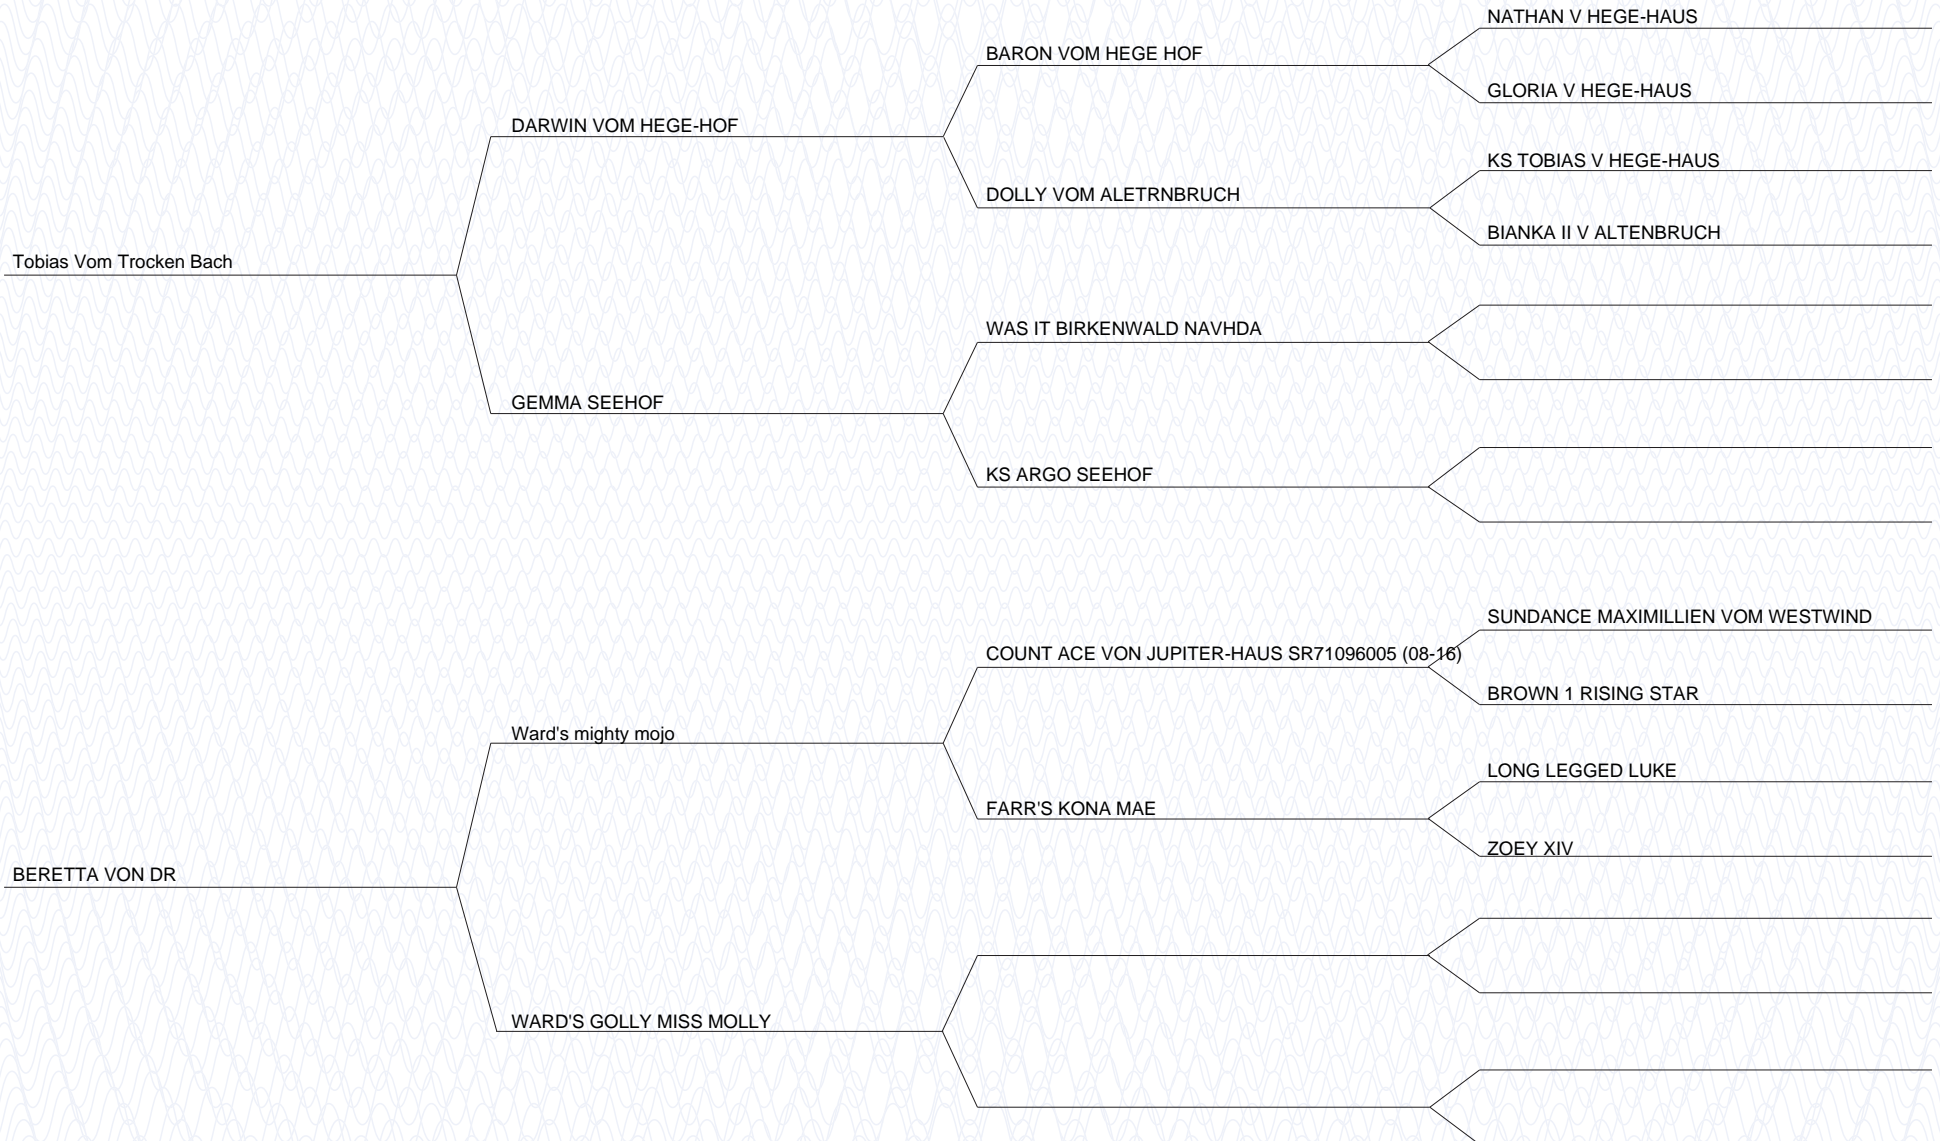 NATHAN V HEGE-HAUS
BARON VOM HEGE HOF
GLORIA V HEGE-HAUS
DARWIN VOM HEGE-HOF
KS TOBIAS V HEGE-HAUS
DOLLY VOM ALETRNBRUCH
BIANKA II V ALTENBRUCH
Tobias Vom Trocken Bach
WAS IT BIRKENWALD NAVHDA
GEMMA SEEHOF
KS ARGO SEEHOF
SUNDANCE MAXIMILLIEN VOM WESTWIND
COUNT ACE VON JUPITER-HAUS SR71096005 (08-16)
BROWN 1 RISING STAR
Ward's mighty mojo
LONG LEGGED LUKE
FARR'S KONA MAE
ZOEY XIV
BERETTA VON DR
WARD'S GOLLY MISS MOLLY